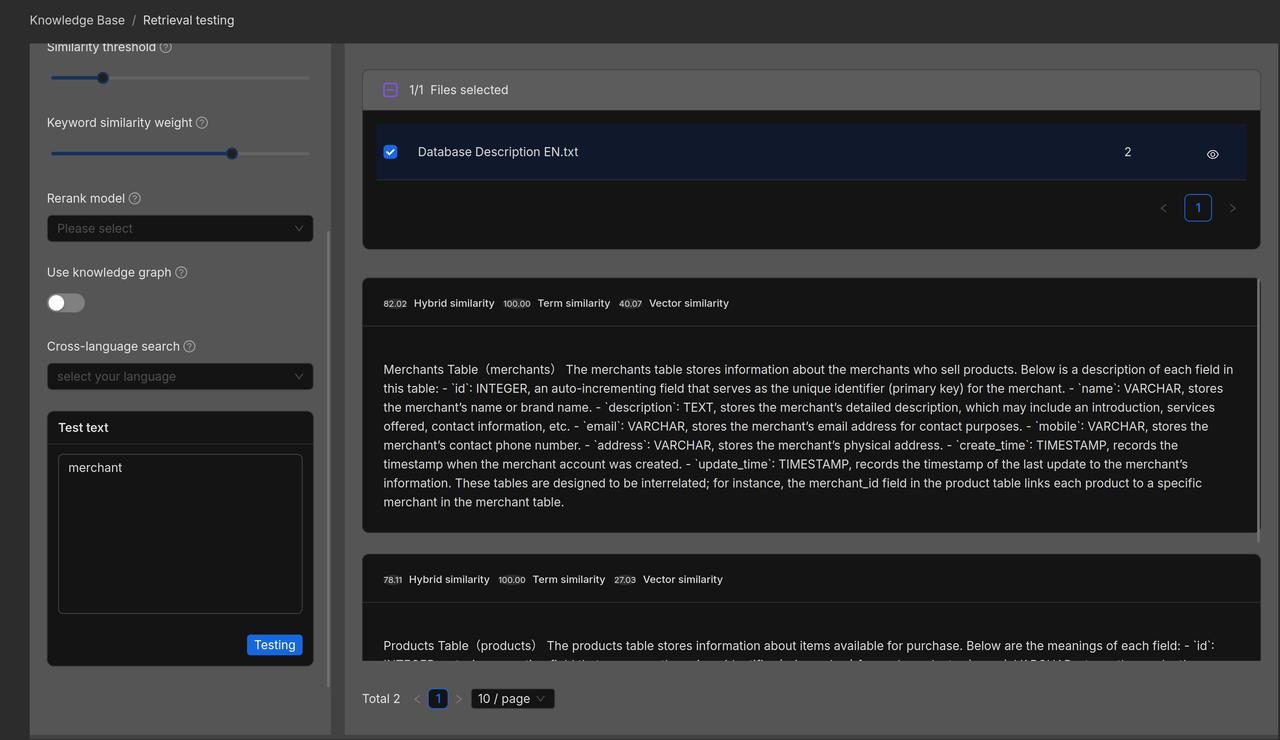 Knowledge Base / Retrieval testing
Similarity threshold
Keyword similarity weight
Rerank model
Please select
Use knowledge graph
Cross-language search
select your language
Test text
merchant
Testing
1/1 Files selected
Database Description EN.txt 2
1
82.02 Hybrid similarity 100.00 Term similarity 40.07 Vector similarity
Merchants Table（merchants） The merchants table stores information about the merchants who sell products. Below is a description of each field in
this table: - `id`: INTEGER, an auto-incrementing field that serves as the unique identifier (primary key) for the merchant. - `name`: VARCHAR, stores
the merchant’s name or brand name. - `description`: TEXT, stores the merchant’s detailed description, which may include an introduction, services
offered, contact information, etc. - `email`: VARCHAR, stores the merchant’s email address for contact purposes. - `mobile`: VARCHAR, stores the
merchant’s contact phone number. - `address`: VARCHAR, stores the merchant’s physical address. - `create_time`: TIMESTAMP, records the
timestamp when the merchant account was created. - `update_time`: TIMESTAMP, records the timestamp of the last update to the merchant’s
information. These tables are designed to be interrelated; for instance, the merchant_id field in the product table links each product to a specific
merchant in the merchant table.
78.11 Hybrid similarity 100.00 Term similarity 27.03 Vector similarity
Products Table（products） The products table stores information about items available for purchase. Below are the meanings of each field: - `id`:
Total 2 1 10 / page